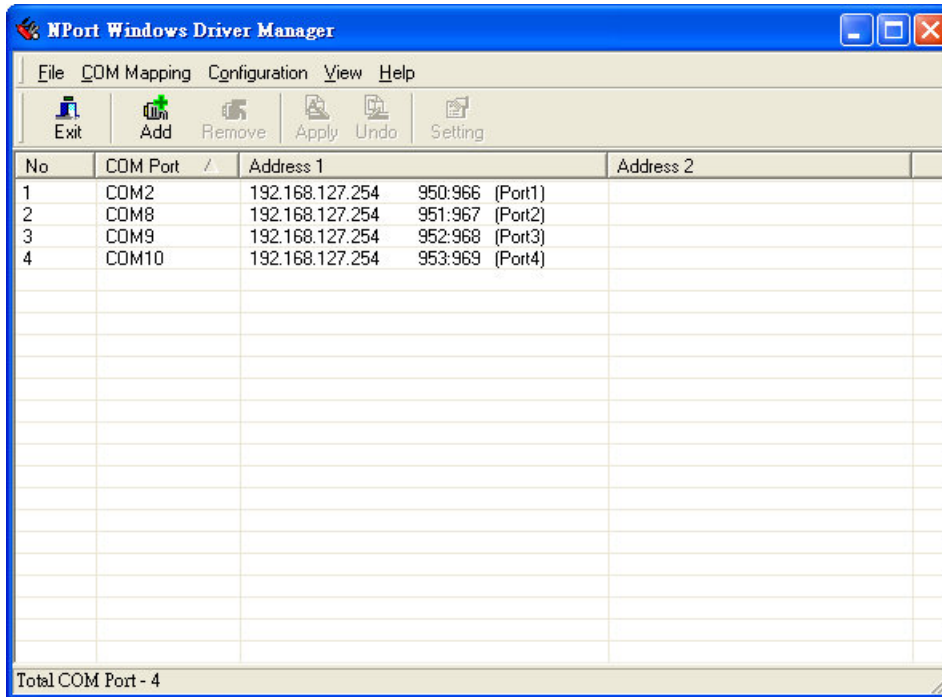 NPort Windows Driver Manager
File COM Mapping Configuration View Help
Exit Add Remove Apply Undo Setting
No COM Port Address 1 Address 2
1 COM2 192.168.127.254 950:966 (Port1)
2 COM8 192.168.127.254 951:967 (Port2)
3 COM9 192.168.127.254 952:968 (Port3)
4 COM10 192.168.127.254 953:969 (Port4)
Total COM Port - 4